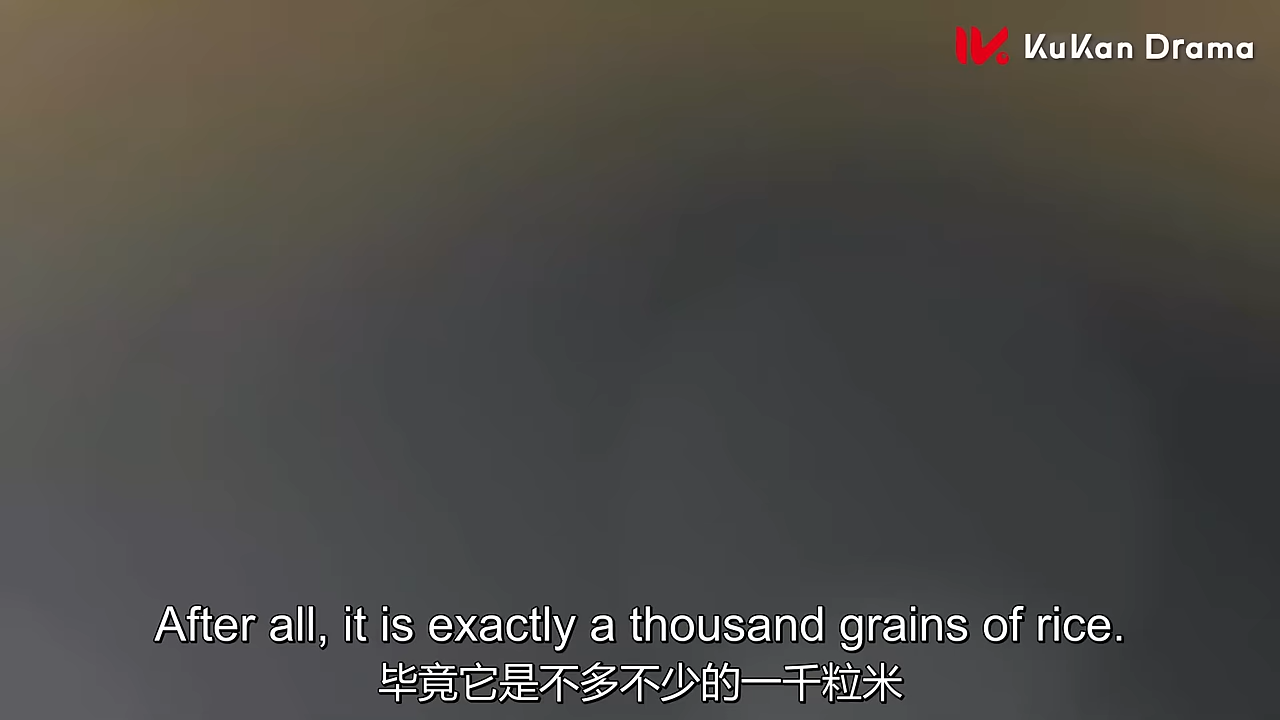 KuKan Drama
After all, it is exactly a thousand grains of rice.
毕竟它是不多不少的一千粒米